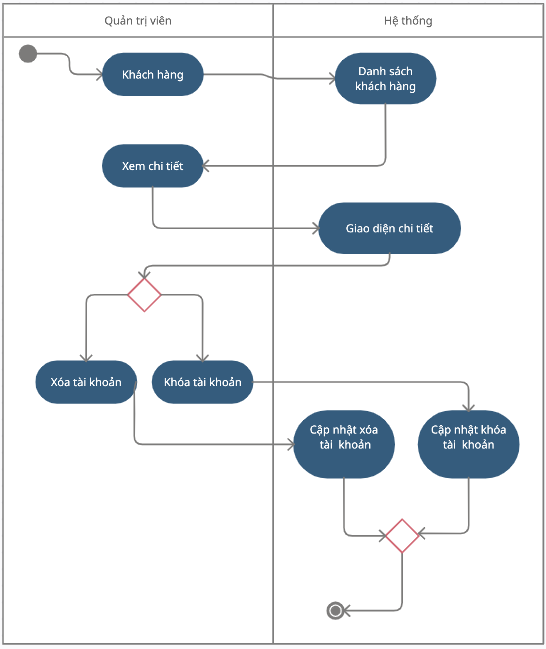 Quản trị viên
Hệ thống
Khách hàng
Danh sách
khách hàng
Xem chi tiết
Giao diện chi tiết
Xóa tài khoản
Khóa tài khoản
Cập nhật xóa
tài khoản
Cập nhật khóa
tài khoản